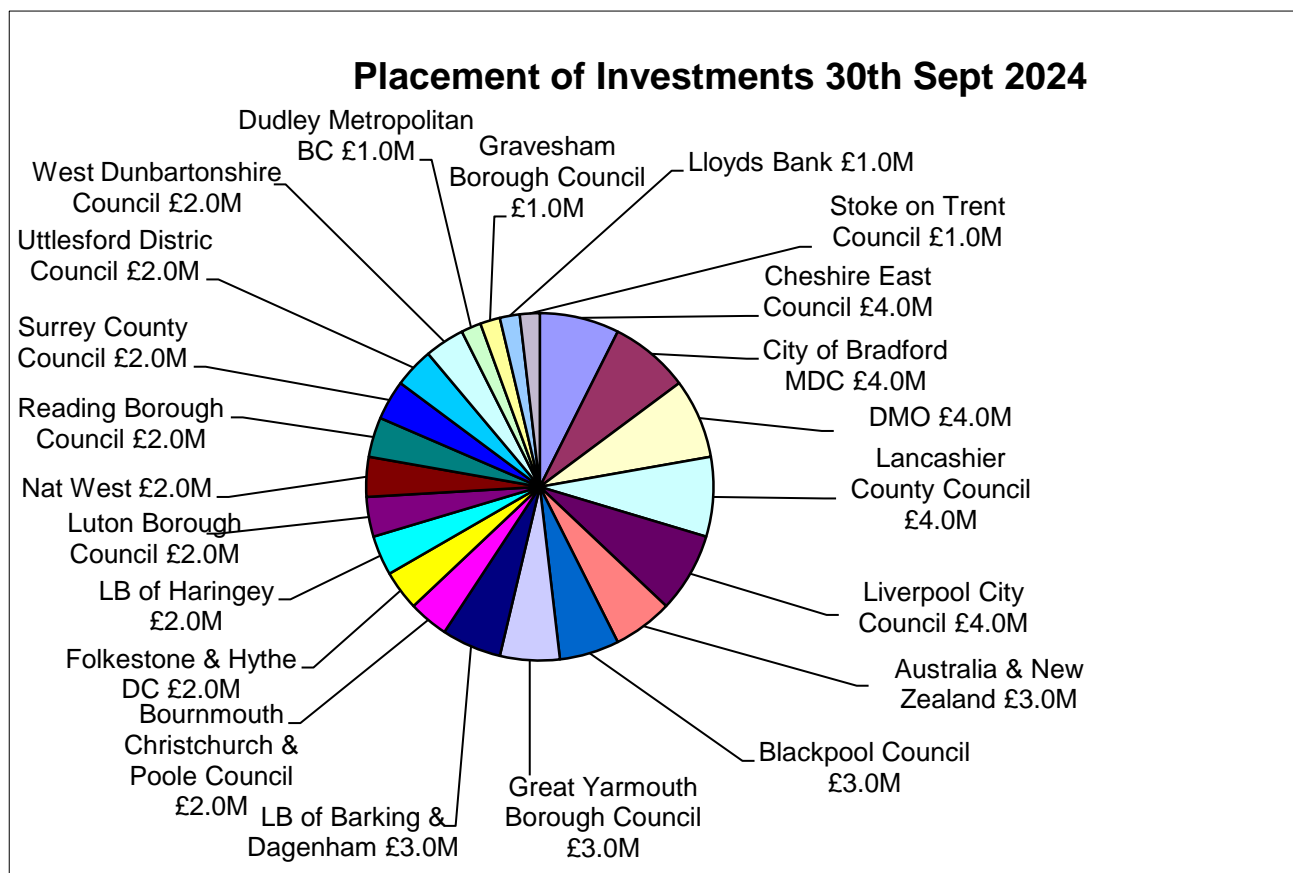 Placement of Investments 30th Sept 2024
Dudley Metropolitan
BC £1.0M
Gravesham
Borough Council
£1.0M
Lloyds Bank £1.0M
West Dunbartonshire
Council £2.0M
Stoke on Trent
Council £1.0M
Uttlesford Distric
Council £2.0M
Cheshire East
Council £4.0M
Surrey County
Council £2.0M
City of Bradford
MDC £4.0M
Reading Borough
Council £2.0M
DMO £4.0M
Lancashier
County Council
£4.0M
Nat West £2.0M
Luton Borough
Council £2.0M
LB of Haringey
£2.0M
Liverpool City
Council £4.0M
Folkestone & Hythe
DC £2.0M
Australia & New
Zealand £3.0M
Bournmouth
Christchurch &
Poole Council
£2.0M
Blackpool Council
£3.0M
Great Yarmouth
Borough Council
£3.0M
LB of Barking &
Dagenham £3.0M